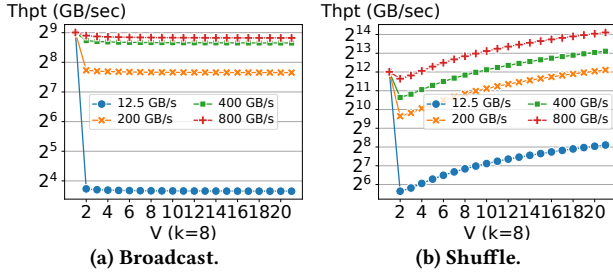 Thpt (GB/sec)
2^9
2^8
2^7
2^6
2^5
2^4
12.5 GB/s
400 GB/s
200 GB/s
800 GB/s
2 4 6 8 10 12 14 16 18 20
V (k=8)
(a) Broadcast.
Thpt (GB/sec)
2^14
2^13
2^12
2^11
2^10
2^9
2^8
2^7
2^6
12.5 GB/s
400 GB/s
200 GB/s
800 GB/s
2 4 6 8 10 12 14 16 18 20
V (k=8)
(b) Shuffle.